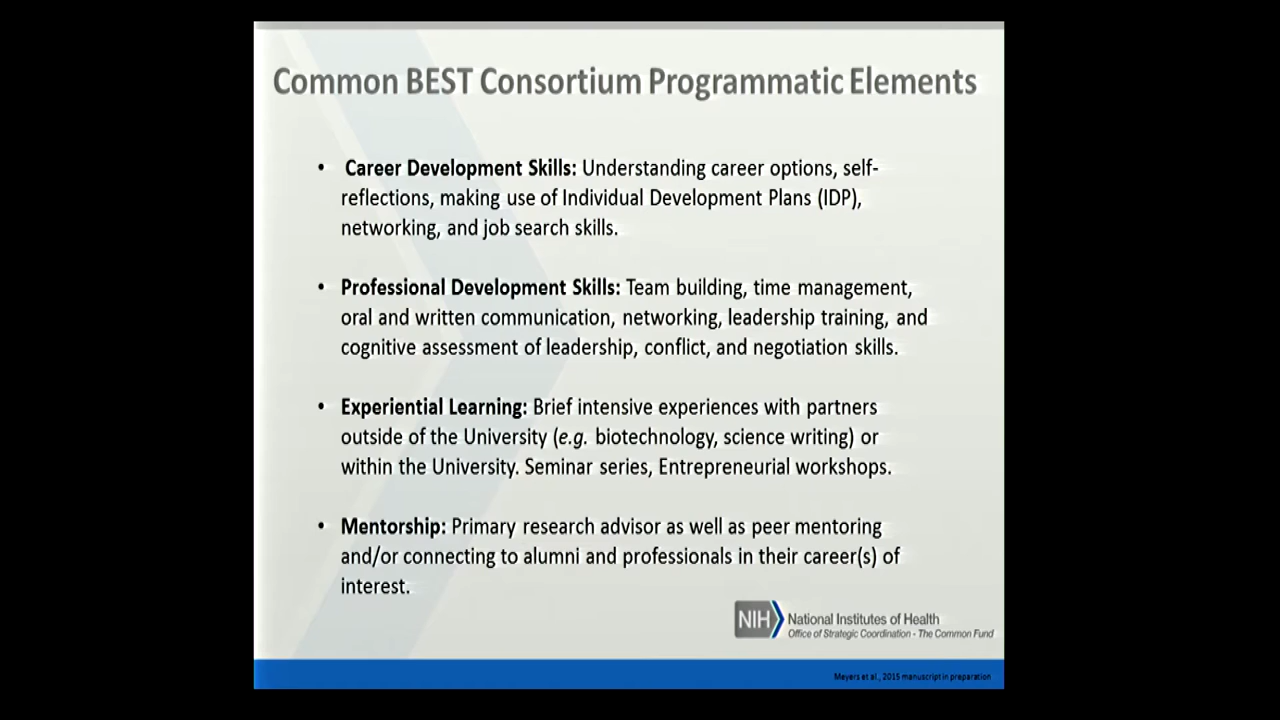 Common BEST Consortium Programmatic Elements
• Career Development Skills: Understanding career options, self-
reflections, making use of Individual Development Plans (IDP),
networking, and job search skills.
• Professional Development Skills: Team building, time management,
oral and written communication, networking, leadership training, and
cognitive assessment of leadership, conflict, and negotiation skills.
• Experiential Learning: Brief intensive experiences with partners
outside of the University (e.g. biotechnology, science writing) or
within the University. Seminar series, Entrepreneurial workshops.
• Mentorship: Primary research advisor as well as peer mentoring
and/or connecting to alumni and professionals in their career(s) of
interest.
NIH National Institutes of Health
Office of Strategic Coordination - The Common Fund
Meyers et al., 2015 manuscript in preparation